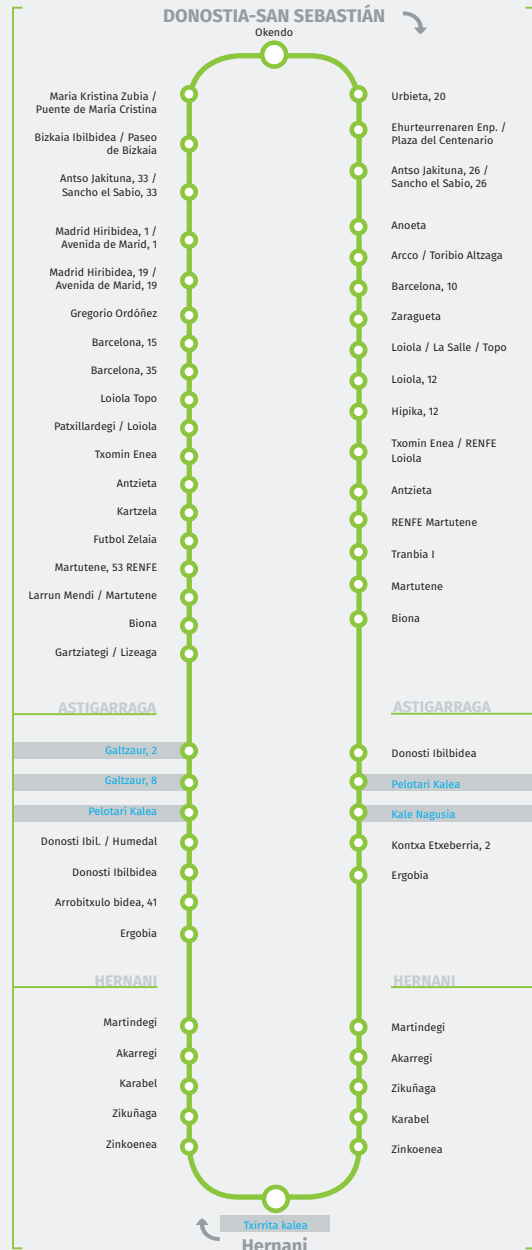 DONOSTIA-SAN SEBASTIÁN
Okendo
Maria Kristina Zubia /
Puente de María Cristina
Bizkaia Ibilbidea / Paseo
de Bizkaia
Antso Jakituna, 33 /
Sancho el Sabio, 33
Madrid Hiribidea, 1 /
Avenida de Marid, 1
Madrid Hiribidea, 19 /
Avenida de Marid, 19
Gregorio Ordóñez
Barcelona, 15
Barcelona, 35
Loiola Topo
Patxillardegi / Loiola
Txomin Enea
Antzieta
Kartzela
Futbol Zelaia
Martutene, 53 RENFE
Larrun Mendi / Martutene
Biona
Gartziategi / Lizeaga
ASTIGARRAGA
Galtzaur, 2
Galtzaur, 8
Pelotari Kalea
Donosti Ibil. / Humedal
Donosti Ibilbidea
Arrobitxulo bidea, 41
Ergobia
HERNANI
Martindegi
Akarregi
Karabel
Zikuñaga
Zinkoenea
Urbieta, 20
Ehurteurrenaren Enp. /
Plaza del Centenario
Antso Jakituna, 26 /
Sancho el Sabio, 26
Anoeta
Arcco / Toribio Altzaga
Barcelona, 10
Zaragueta
Loiola / La Salle / Topo
Loiola, 12
Hipika, 12
Txomin Enea / RENFE
Loiola
Antzieta
RENFE Martutene
Tranbia I
Martutene
Biona
ASTIGARRAGA
Donosti Ibilbidea
Pelotari Kalea
Kale Nagusia
Kontxa Etxeberria, 2
Ergobia
HERNANI
Martindegi
Akarregi
Zikuñaga
Karabel
Zinkoenea
Txirrita kalea
Hernani